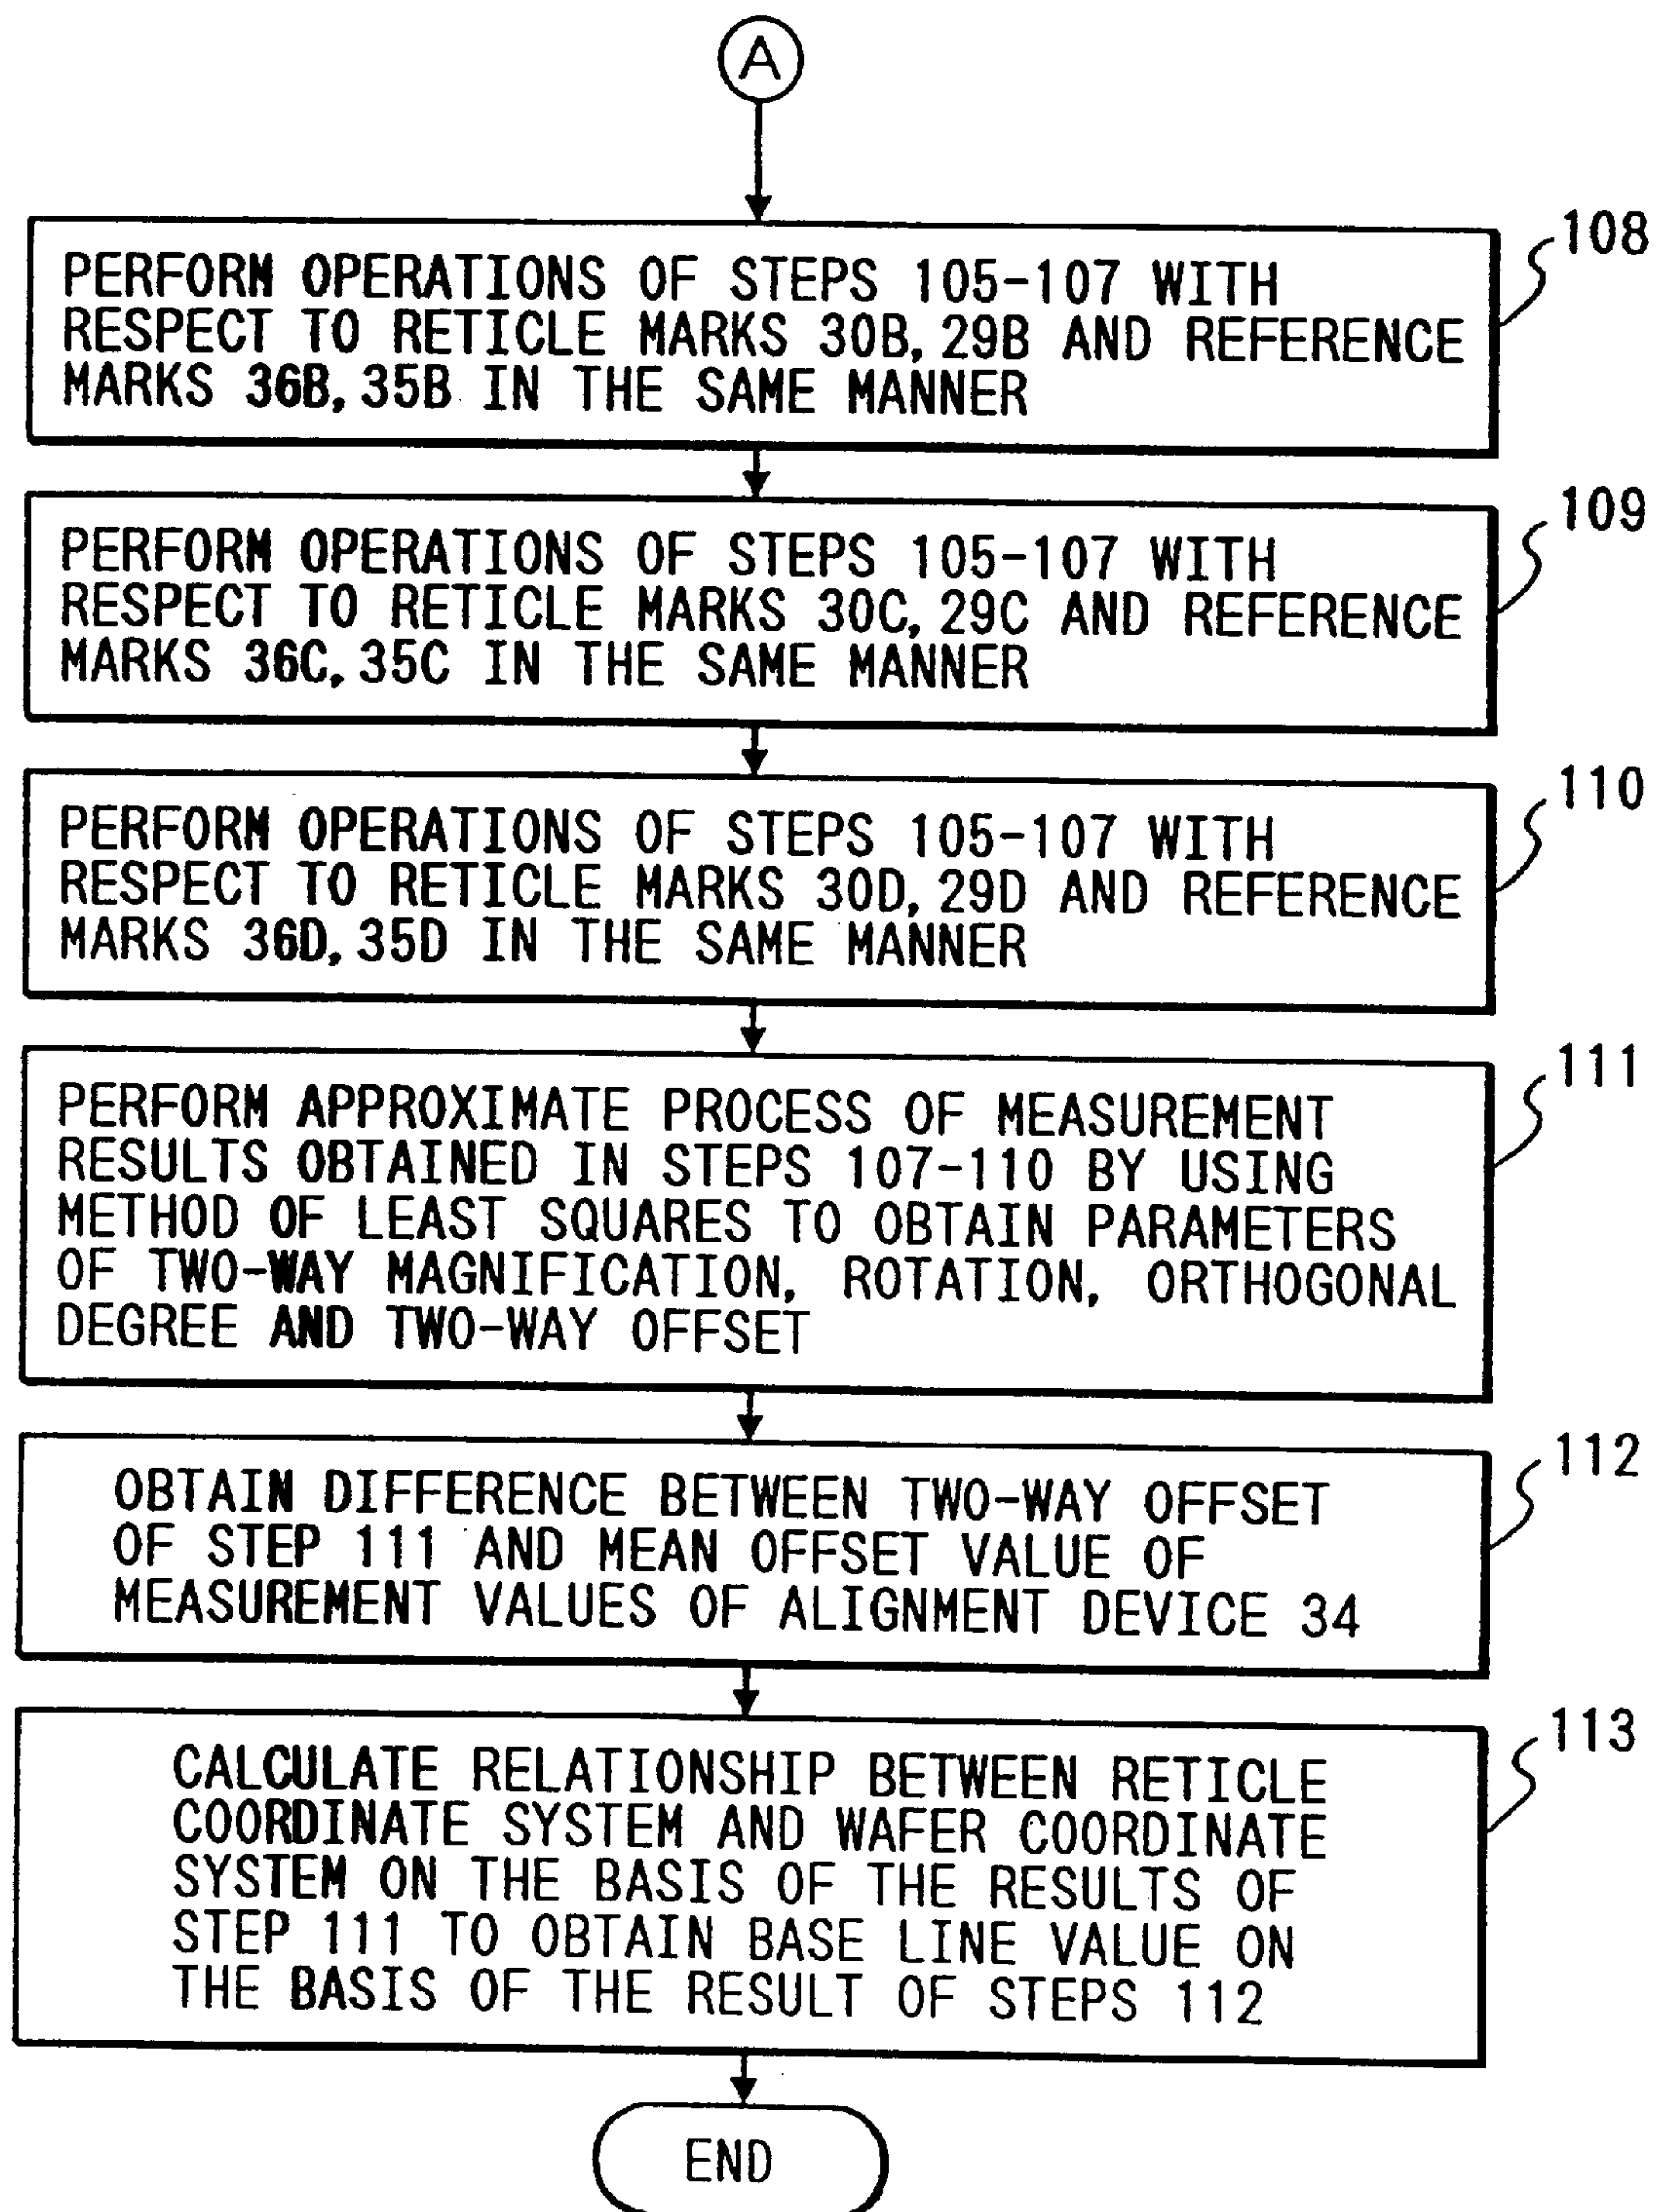 A
108
PERFORM OPERATIONS OF STEPS 105-107 WITH
RESPECT TO RETICLE MARKS 30B, 29B AND REFERENCE
MARKS 36B, 35B IN THE SAME MANNER
109
PERFORM OPERATIONS OF STEPS 105-107 WITH
RESPECT TO RETICLE MARKS 30C, 29C AND REFERENCE
MARKS 36C, 35C IN THE SAME MANNER
110
PERFORM OPERATIONS OF STEPS 105-107 WITH
RESPECT TO RETICLE MARKS 30D, 29D AND REFERENCE
MARKS 36D, 35D IN THE SAME MANNER
111
PERFORM APPROXIMATE PROCESS OF MEASUREMENT
RESULTS OBTAINED IN STEPS 107-110 BY USING
METHOD OF LEAST SQUARES TO OBTAIN PARAMETERS
OF TWO-WAY MAGNIFICATION, ROTATION, ORTHOGONAL
DEGREE AND TWO-WAY OFFSET
112
OBTAIN DIFFERENCE BETWEEN TWO-WAY OFFSET
OF STEP 111 AND MEAN OFFSET VALUE OF
MEASUREMENT VALUES OF ALIGNMENT DEVICE 34
113
CALCULATE RELATIONSHIP BETWEEN RETICLE
COORDINATE SYSTEM AND WAFER COORDINATE
SYSTEM ON THE BASIS OF THE RESULTS OF
STEP 111 TO OBTAIN BASE LINE VALUE ON
THE BASIS OF THE RESULT OF STEPS 112
END